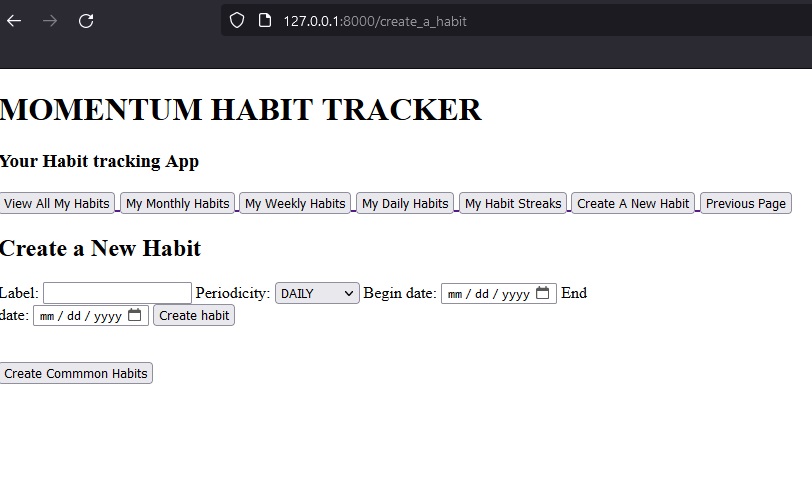 127.0.0.1:8000/create_a_habit
MOMENTUM HABIT TRACKER
Your Habit tracking App
View All My Habits My Monthly Habits My Weekly Habits My Daily Habits My Habit Streaks Create A New Habit Previous Page
Create a New Habit
Label: Periodicity: DAILY Begin date: mm / dd / yyyy End
date: mm / dd / yyyy Create habit
Create Commmon Habits